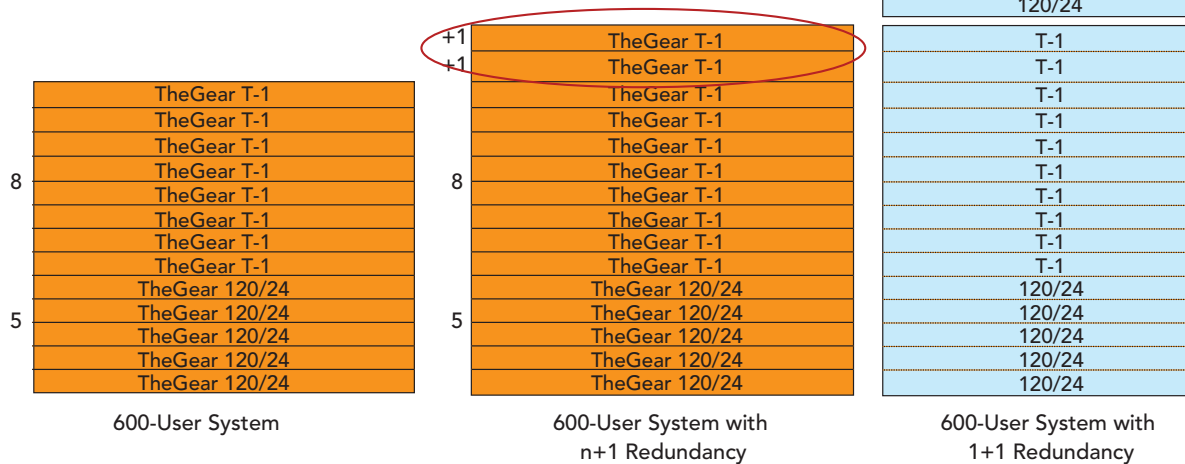 TheGear T-1
TheGear T-1
TheGear T-1
TheGear T-1
TheGear T-1
TheGear T-1
TheGear T-1
TheGear T-1
TheGear 120/24
TheGear 120/24
TheGear 120/24
TheGear 120/24
TheGear 120/24
8
5
600-User System
+1
+1
TheGear T-1
TheGear T-1
TheGear T-1
TheGear T-1
TheGear T-1
TheGear T-1
TheGear T-1
TheGear T-1
TheGear T-1
TheGear T-1
TheGear 120/24
TheGear 120/24
TheGear 120/24
TheGear 120/24
TheGear 120/24
8
5
600-User System with
n+1 Redundancy
120/24
T-1
T-1
T-1
T-1
T-1
T-1
T-1
T-1
T-1
T-1
120/24
120/24
120/24
120/24
120/24
600-User System with
1+1 Redundancy